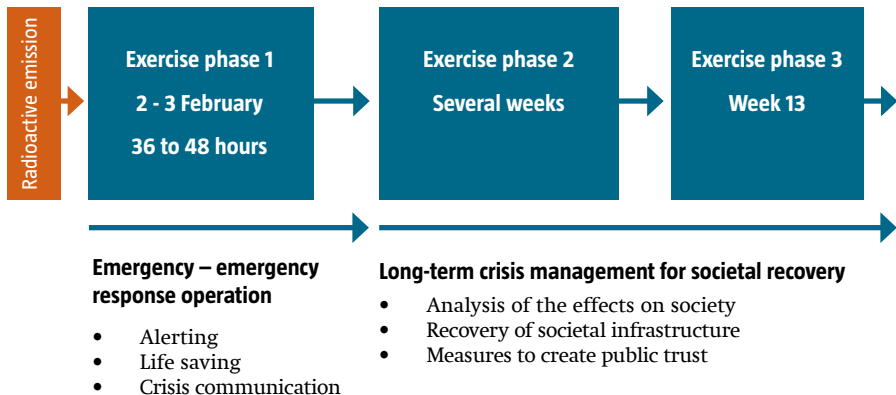 Radioactive emission
Exercise phase 1
2 - 3 February
36 to 48 hours
Exercise phase 2
Several weeks
Exercise phase 3
Week 13
Emergency – emergency
response operation
• Alerting
• Life saving
• Crisis communication
Long-term crisis management for societal recovery
• Analysis of the effects on society
• Recovery of societal infrastructure
• Measures to create public trust